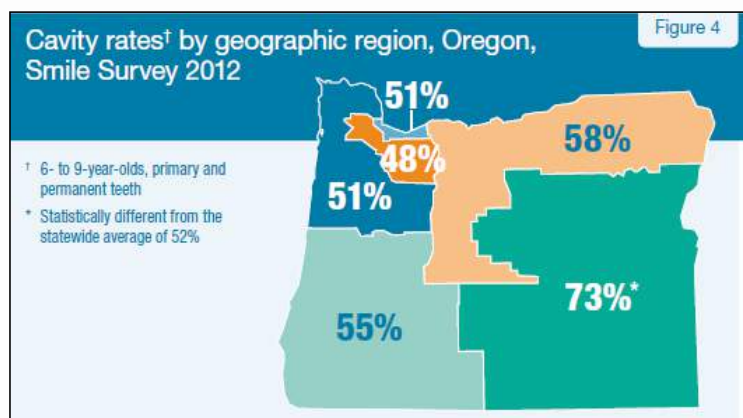 Figure 4
Cavity rates† by geographic region, Oregon,
Smile Survey 2012
† 6- to 9-year-olds, primary and
permanent teeth
* Statistically different from the
statewide average of 52%
51%
58%
48%
51%
73%*
55%